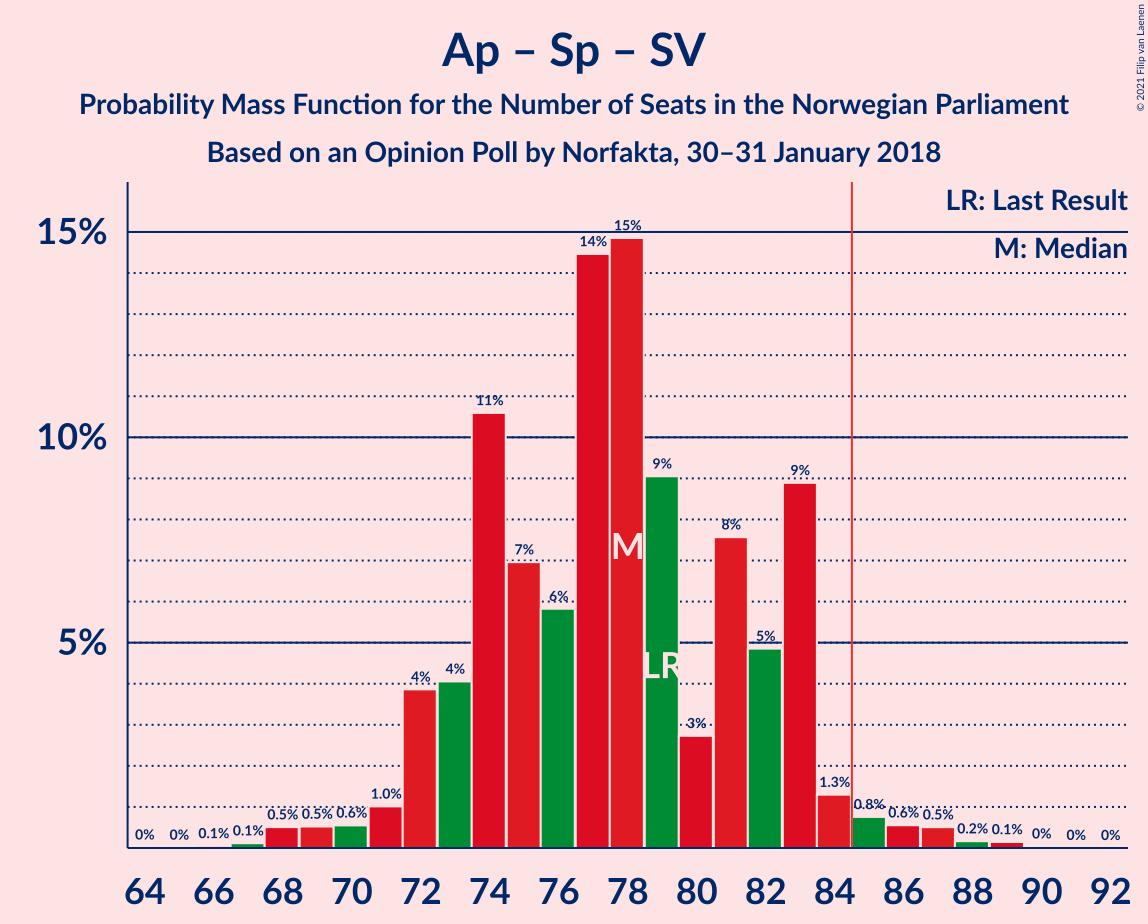 Ap – Sp – SV
Probability Mass Function for the Number of Seats in the Norwegian Parliament
Based on an Opinion Poll by Norfakta, 30–31 January 2018
© 2021 Filip van Laenen
LR: Last Result
M: Median
15%
10%
5%
0% 0% 0.1% 0.1% 0.5% 0.5% 0.6% 1.0% 4% 4% 11% 7% 6% 14% 15% 9% 3% 8% 5% 9% 1.3% 0.8% 0.6% 0.5% 0.2% 0.1% 0% 0% 0%
M
LR
64 66 68 70 72 74 76 78 80 82 84 86 88 90 92